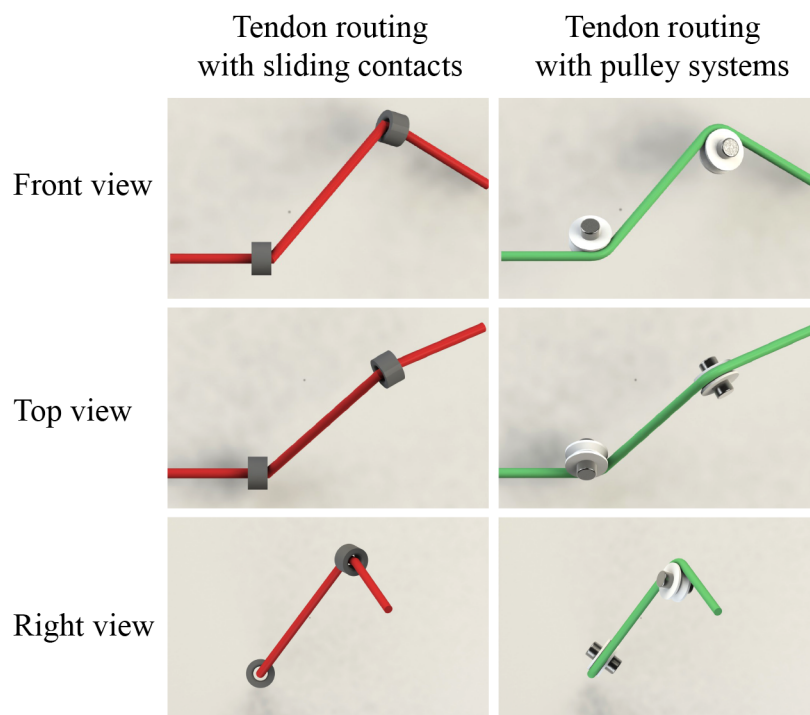 Tendon routing
with sliding contacts
Tendon routing
with pulley systems
Front view
Top view
Right view